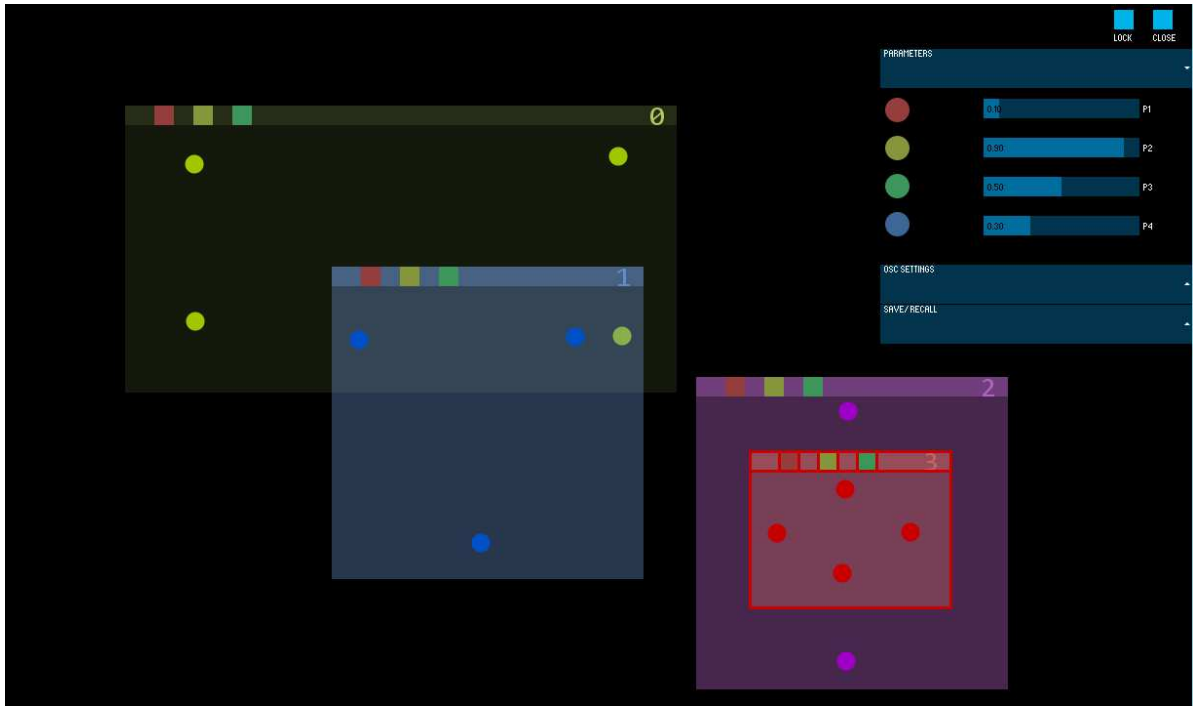 LOCK CLOSE
PARAMETERS
0
0.10 P1
0.90 P2
0.50 P3
0.30 P4
OSC SETTINGS
1
SAVE/RECALL
2
3